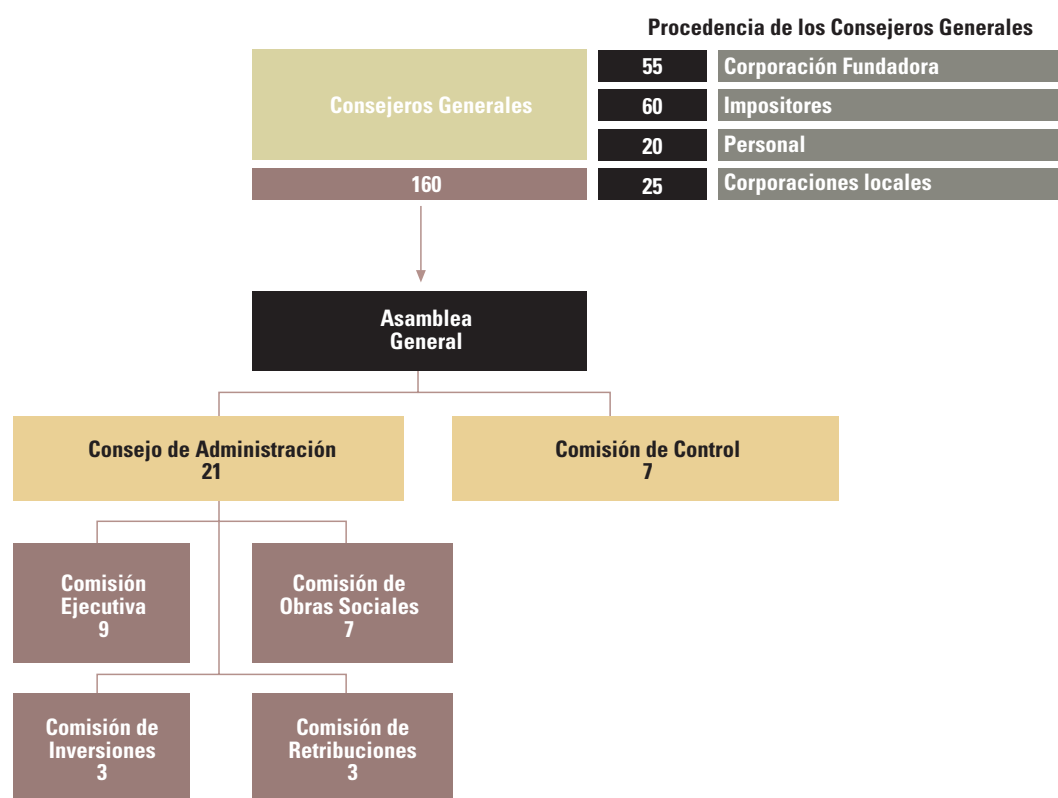 Procedencia de los Consejeros Generales
Consejeros Generales
160
55 Corporación Fundadora
60 Impositores
20 Personal
25 Corporaciones locales
Asamblea
General
Consejo de Administración
21
Comisión de Control
7
Comisión
Ejecutiva
9
Comisión de
Obras Sociales
7
Comisión de
Inversiones
3
Comisión de
Retribuciones
3